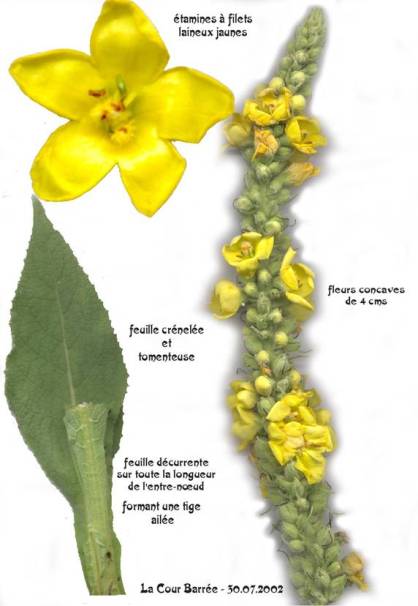 étamines à filets
laineux jaunes
fleurs concaves
de 4 cms
feuille crénelée
et
tomenteuse
feuille décurrente
sur toute la longueur
de l'entre-nœud
formant une tige
ailée
La Cour Barrée - 30.07.2002